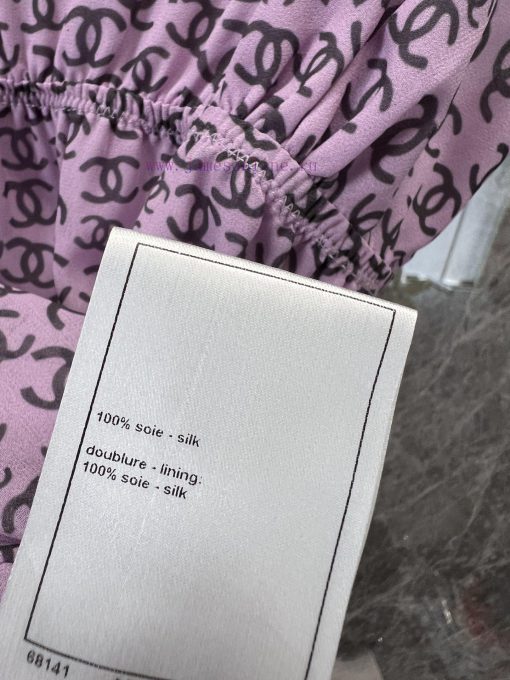 100% soie - silk
doublure - lining:
100% soie - silk
68141